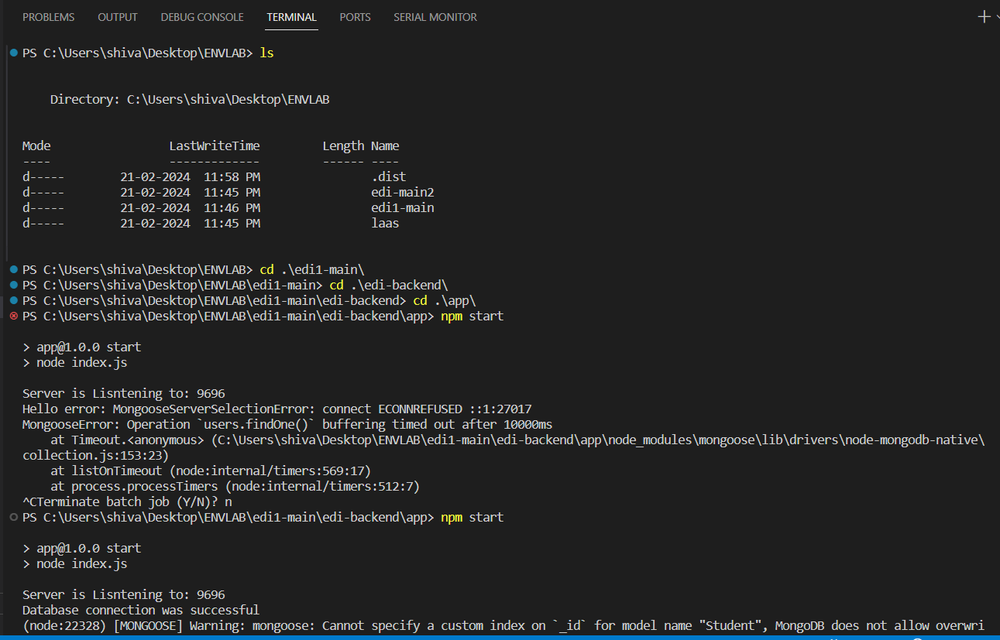 PROBLEMS OUTPUT DEBUG CONSOLE TERMINAL PORTS SERIAL MONITOR
PS C:\Users\shiva\Desktop\ENVLAB> ls
Directory: C:\Users\shiva\Desktop\ENVLAB
Mode LastWriteTime Length Name
---- ------------- ------ ----
d----- 21-02-2024 11:58 PM .dist
d----- 21-02-2024 11:45 PM edi-main2
d----- 21-02-2024 11:46 PM edi1-main
d----- 21-02-2024 11:45 PM laas
PS C:\Users\shiva\Desktop\ENVLAB> cd .\edi1-main\
PS C:\Users\shiva\Desktop\ENVLAB\edi1-main> cd .\edi-backend\
PS C:\Users\shiva\Desktop\ENVLAB\edi1-main\edi-backend> cd .\app\
PS C:\Users\shiva\Desktop\ENVLAB\edi1-main\edi-backend\app> npm start
> app@1.0.0 start
> node index.js
Server is Lisntening to: 9696
Hello error: MongooseServerSelectionError: connect ECONNREFUSED ::1:27017
MongooseError: Operation `users.findOne()` buffering timed out after 10000ms
at Timeout.<anonymous> (C:\Users\shiva\Desktop\ENVLAB\edi1-main\edi-backend\app\node_modules\mongoose\lib\drivers\node-mongodb-native\
collection.js:153:23)
at listOnTimeout (node:internal/timers:569:17)
at process.processTimers (node:internal/timers:512:7)
^CTerminate batch job (Y/N)? n
PS C:\Users\shiva\Desktop\ENVLAB\edi1-main\edi-backend\app> npm start
> app@1.0.0 start
> node index.js
Server is Lisntening to: 9696
Database connection was successful
(node:22328) [MONGOOSE] Warning: mongoose: Cannot specify a custom index on `_id` for model name "Student", MongoDB does not allow overwri